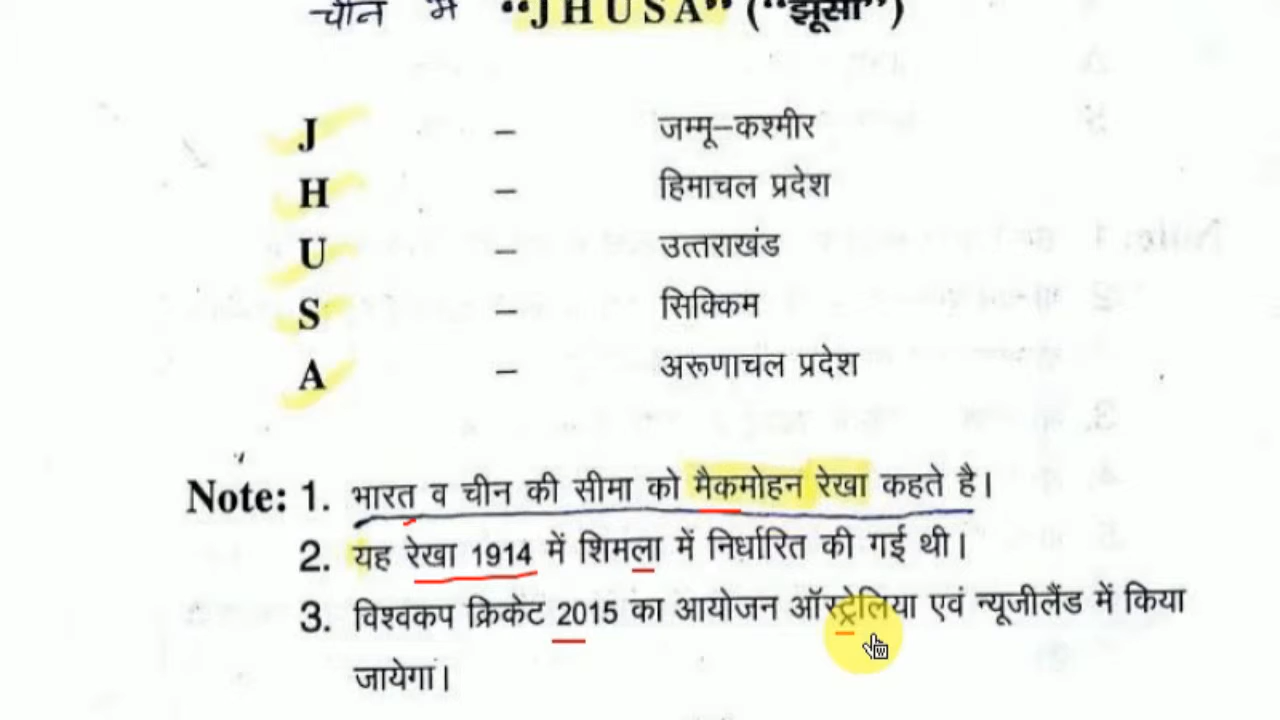 चीन में “JHUSA” (“झूसा”)
J – जम्मू–कश्मीर
H – हिमाचल प्रदेश
U – उत्तराखंड
S – सिक्किम
A – अरूणाचल प्रदेश
Note: 1. भारत व चीन की सीमा को मैकमोहन रेखा कहते है।
2. यह रेखा 1914 में शिमला में निर्धारित की गई थी।
3. विश्वकप क्रिकेट 2015 का आयोजन ऑस्ट्रेलिया एवं न्यूजीलैंड में किया
जायेगा।